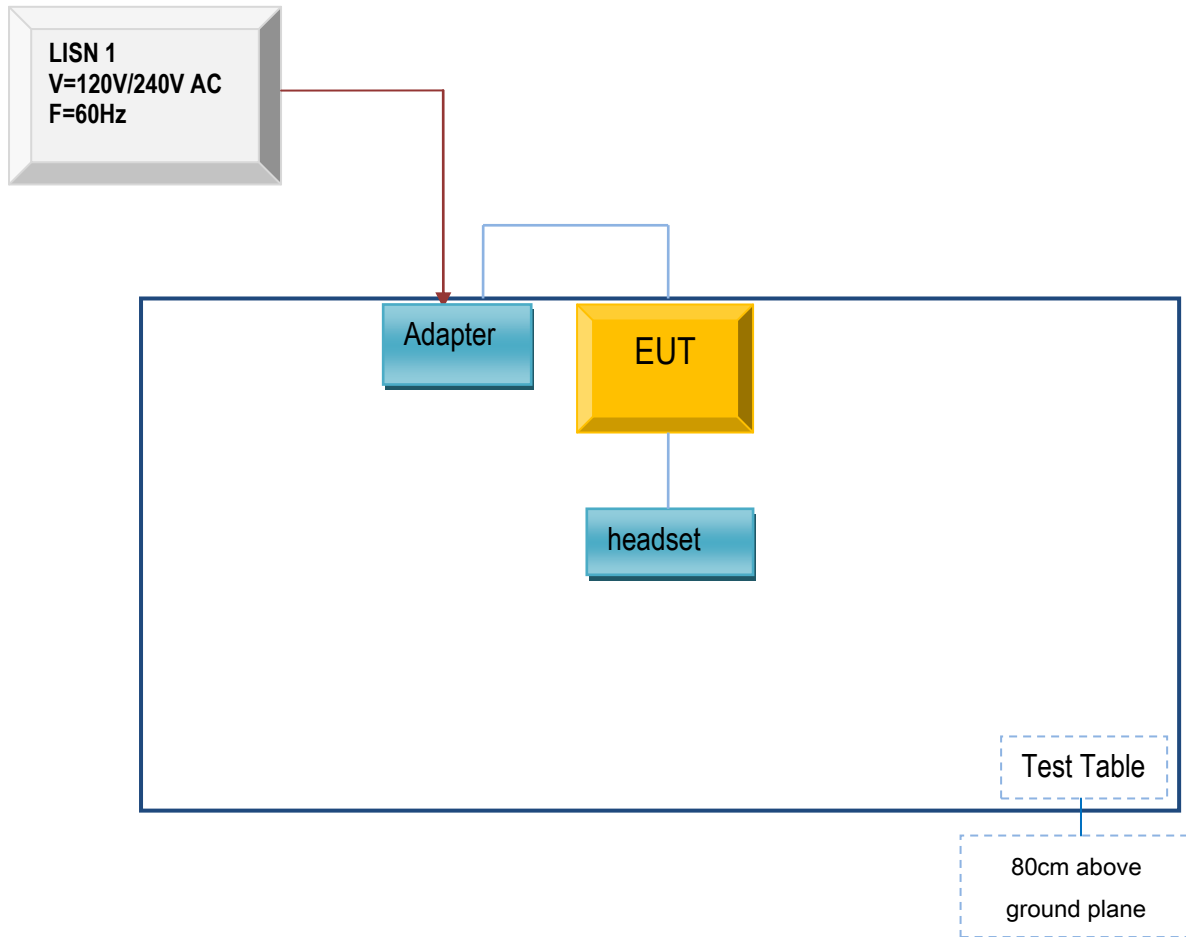 LISN 1
V=120V/240V AC
F=60Hz
Adapter
EUT
headset
Test Table
80cm above
ground plane